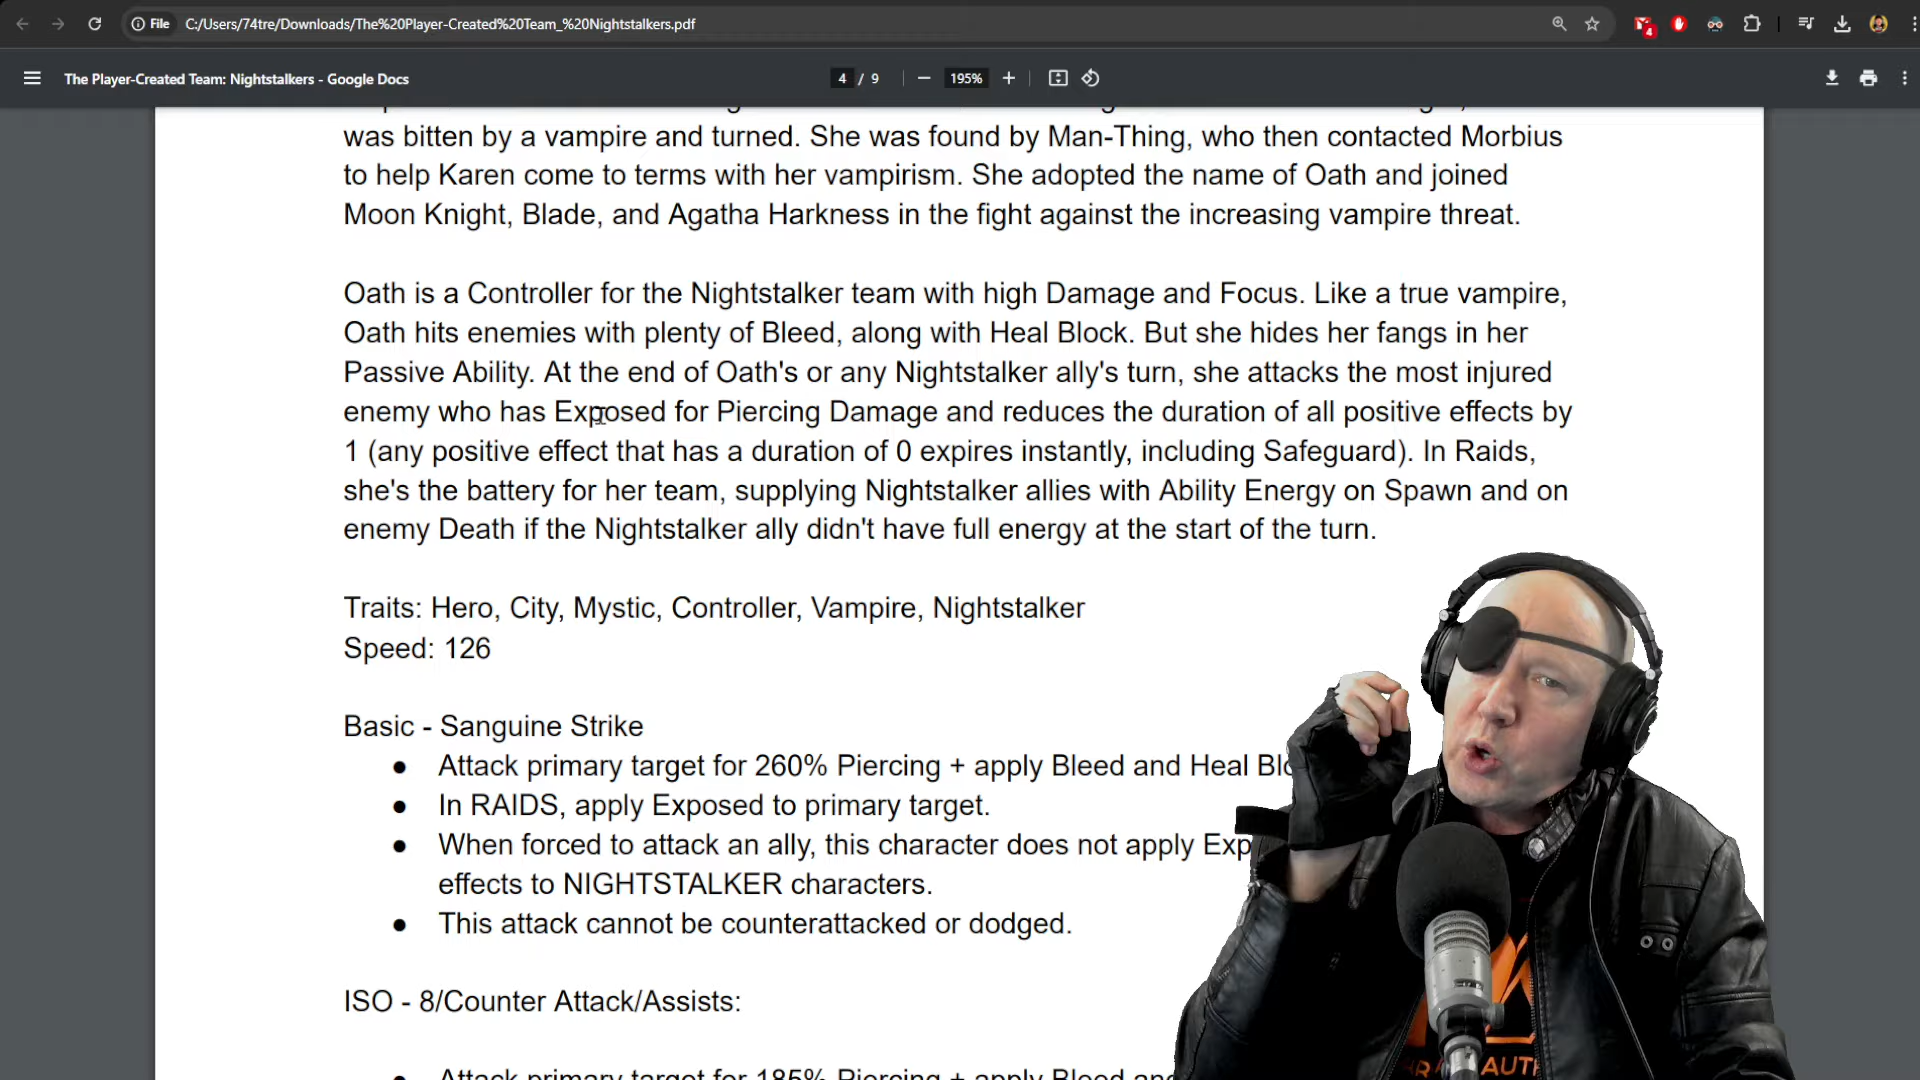 File C:/Users/74tre/Downloads/The%20Player-Created%20Team_%20Nightstalkers.pdf
4
The Player-Created Team: Nightstalkers - Google Docs
4 / 9
195%
was bitten by a vampire and turned. She was found by Man-Thing, who then contacted Morbius
to help Karen come to terms with her vampirism. She adopted the name of Oath and joined
Moon Knight, Blade, and Agatha Harkness in the fight against the increasing vampire threat.
Oath is a Controller for the Nightstalker team with high Damage and Focus. Like a true vampire,
Oath hits enemies with plenty of Bleed, along with Heal Block. But she hides her fangs in her
Passive Ability. At the end of Oath's or any Nightstalker ally's turn, she attacks the most injured
enemy who has Exposed for Piercing Damage and reduces the duration of all positive effects by
1 (any positive effect that has a duration of 0 expires instantly, including Safeguard). In Raids,
she's the battery for her team, supplying Nightstalker allies with Ability Energy on Spawn and on
enemy Death if the Nightstalker ally didn't have full energy at the start of the turn.
Traits: Hero, City, Mystic, Controller, Vampire, Nightstalker
Speed: 126
Basic - Sanguine Strike
● Attack primary target for 260% Piercing + apply Bleed and Heal
● In RAIDS, apply Exposed to primary target.
● When forced to attack an ally, this character does not apply
effects to NIGHTSTALKER characters.
● This attack cannot be counterattacked or dodged.
ISO - 8/Counter Attack/Assists:
● Attack primary target for 185% Piercing + apply Bleed